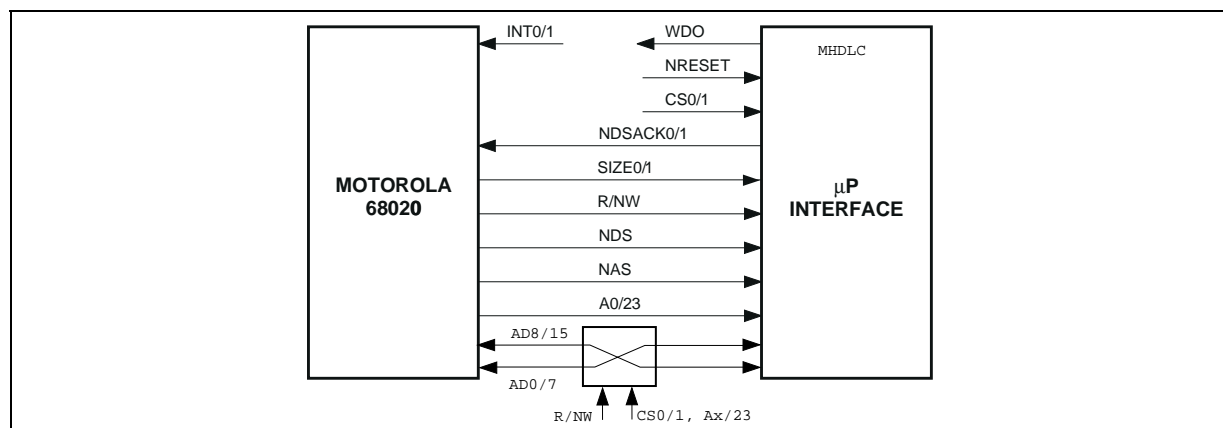 INT0/1
WDO
MHDLC
NRESET
CS0/1
NDSACK0/1
SIZE0/1
MOTOROLA
68020
µP
INTERFACE
R/NW
NDS
NAS
A0/23
AD8/15
AD0/7
R/NW
CS0/1, Ax/23